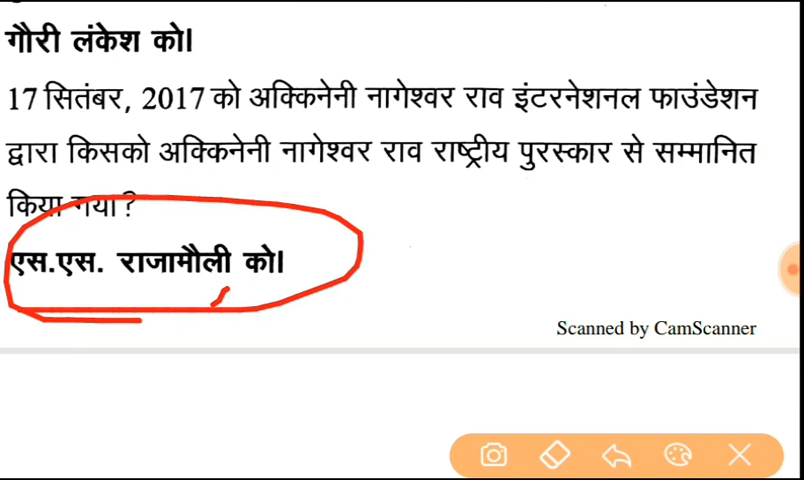 गौरी लंकेश को।
17 सितंबर, 2017 को अक्किनेनी नागेश्वर राव इंटरनेशनल फाउंडेशन
द्वारा किसको अक्किनेनी नागेश्वर राव राष्ट्रीय पुरस्कार से सम्मानित
किया गया?
एस.एस. राजामौली को।
Scanned by CamScanner